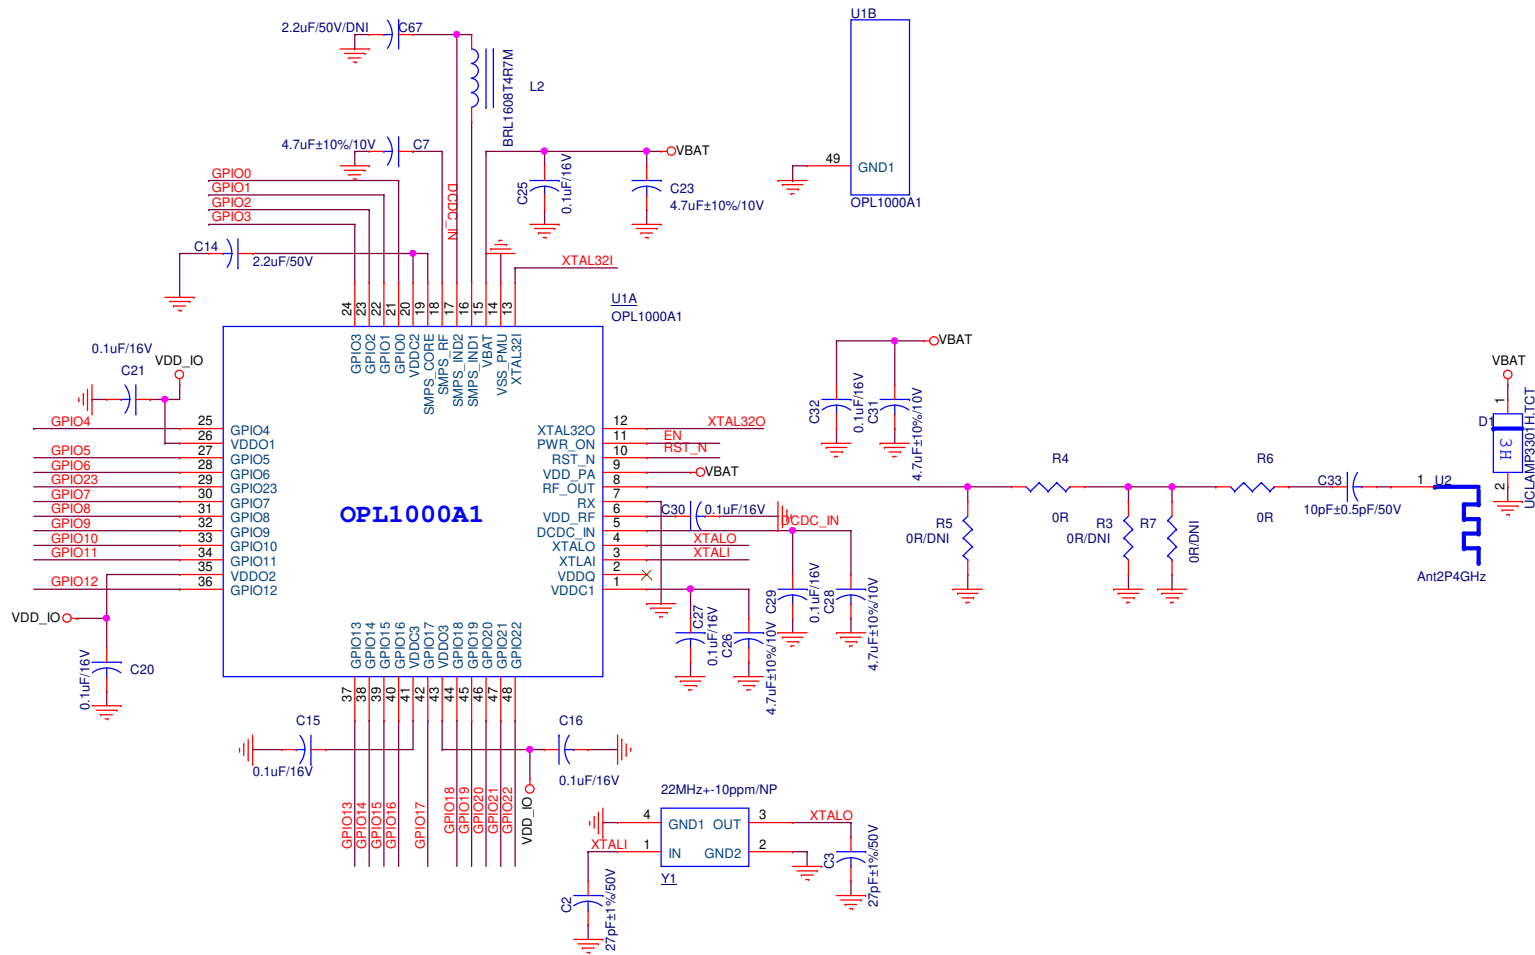 U1B
49
GND1
OPL1000A1
2.2uF/50V/DNI
C67
L2
BRL1608T4R7M
4.7uF±10%/10V
C7
DCDC_IN
VBAT
C25
0.1uF/16V
C23
4.7uF±10%/10V
GPIO0
GPIO1
GPIO2
GPIO3
C14
2.2uF/50V
XTAL32I
U1A
OPL1000A1
24
23
22
21
20
19
18
17
16
15
14
13
GPIO3
GPIO2
GPIO1
GPIO0
VDDC2
SMPS_CORE
SMPS_RF
SMPS_IND2
SMPS_IND1
VBAT
VSS_PMU
XTAL32I
0.1uF/16V
VDD_IO
C21
GPIO4 25 GPIO4
26 VDDO1
GPIO5 27 GPIO5
GPIO6 28 GPIO6
GPIO23 29 GPIO23
GPIO7 30 GPIO7
GPIO8 31 GPIO8
GPIO9 32 GPIO9
GPIO10 33 GPIO10
GPIO11 34 GPIO11
35 VDDO2
GPIO12 36 GPIO12
VDD_IO
0.1uF/16V
C20
OPL1000A1
XTAL32O 12 XTAL32O
PWR_ON 11 EN
RST_N 10 RST_N
VDD_PA 9 VBAT
RF_OUT 8
RX 7
VDD_RF 6
DCDC_IN 5
XTALO 4 XTALO
XTLAI 3 XTALI
VDDQ 2
VDDC1 1
C30
0.1uF/16V
DCDC_IN
VBAT
C32
0.1uF/16V
C31
4.7uF±10%/10V
C27
0.1uF/16V
C26
4.7uF±10%/10V
C29
0.1uF/16V
C28
4.7uF±10%/10V
R4
0R
R5
0R/DNI
R3
0R/DNI
R7
0R/DNI
R6
0R
C33
10pF±0.5pF/50V
1
U2
Ant2P4GHz
VBAT
1
D1
3H
2
UCLAMP3301H.TCT
GPIO13
GPIO14
GPIO15
GPIO16
VDDC3
GPIO17
VDDO3
GPIO18
GPIO19
GPIO20
GPIO21
GPIO22
37
38
39
40
41
42
43
44
45
46
47
48
C15
0.1uF/16V
C16
0.1uF/16V
GPIO13
GPIO14
GPIO15
GPIO16
GPIO17
GPIO18
GPIO19
GPIO20
GPIO21
GPIO22
VDD_IO
22MHz+-10ppm/NP
4 GND1 OUT 3 XTALO
XTALI 1 IN GND2 2
Y1
C2
27pF±1%/50V
C3
27pF±1%/50V